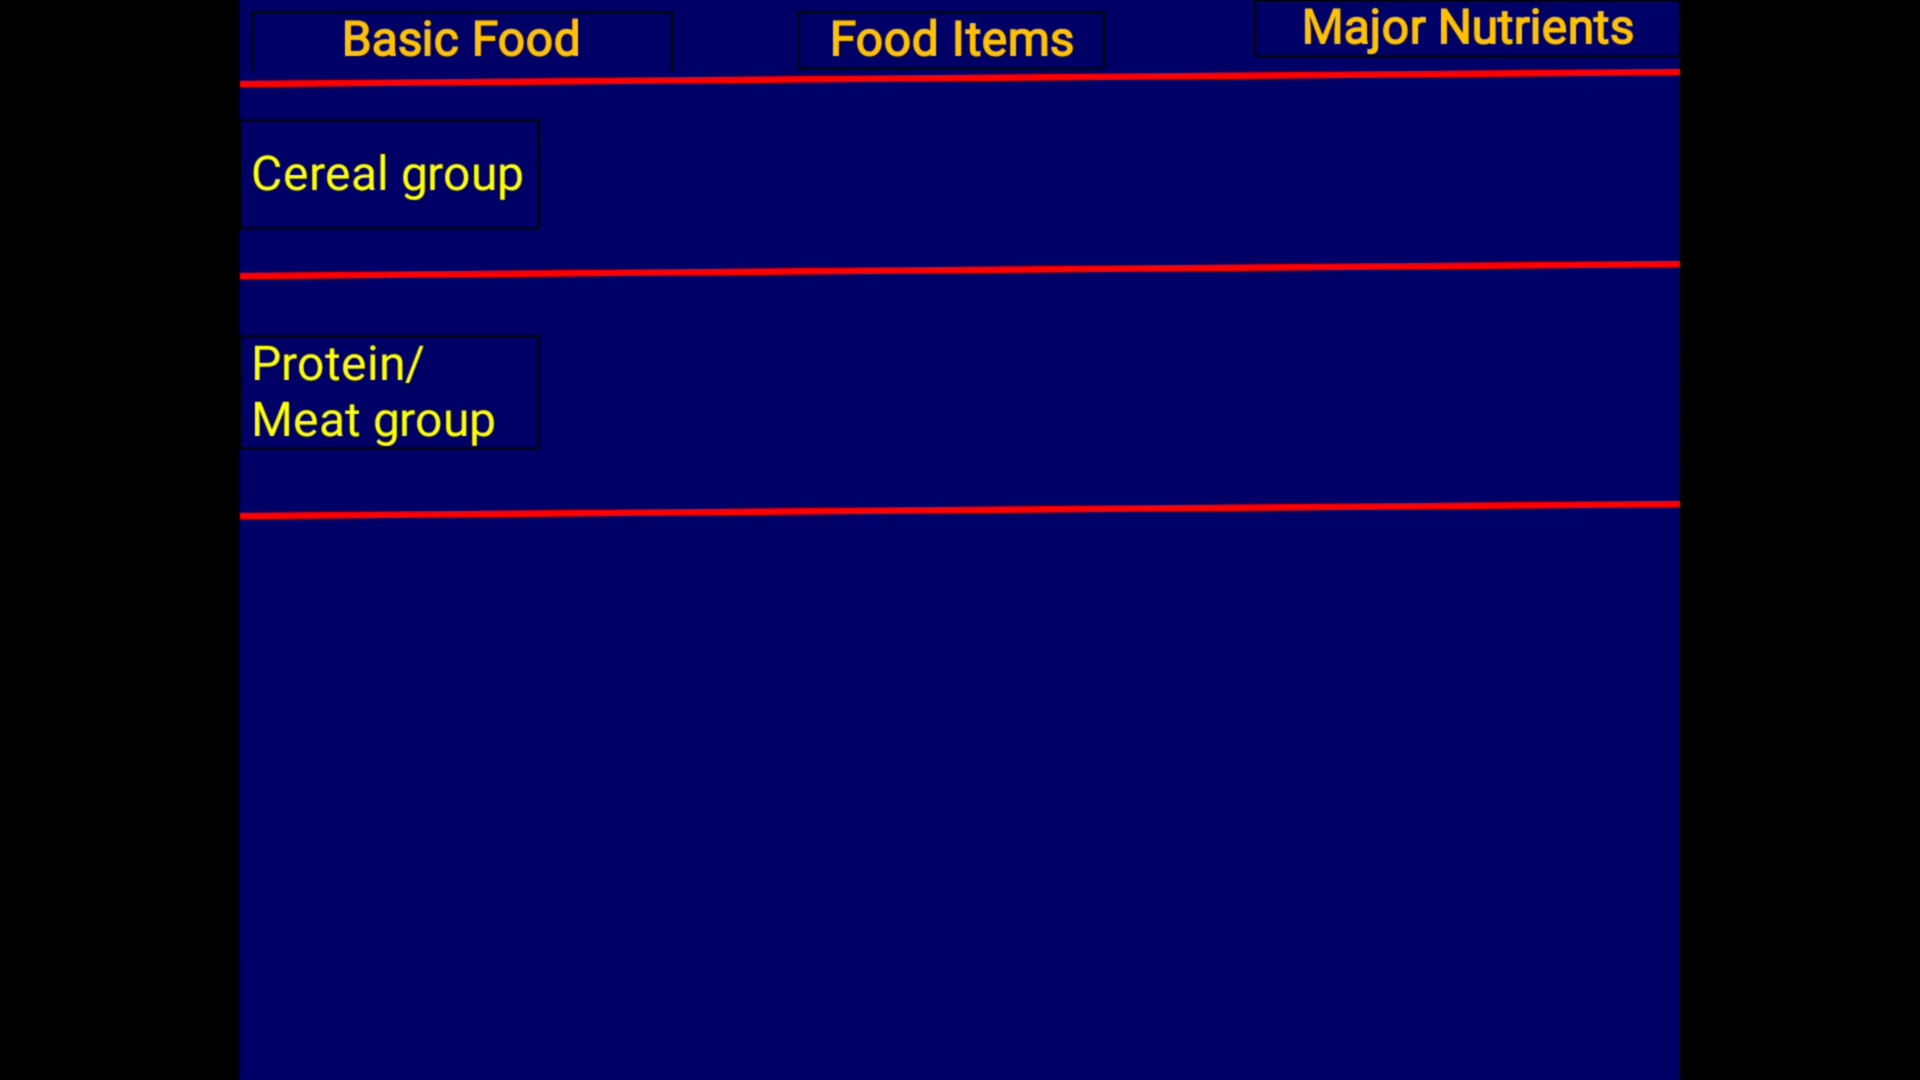 Basic Food
Food Items
Major Nutrients
Cereal group
Protein/
Meat group